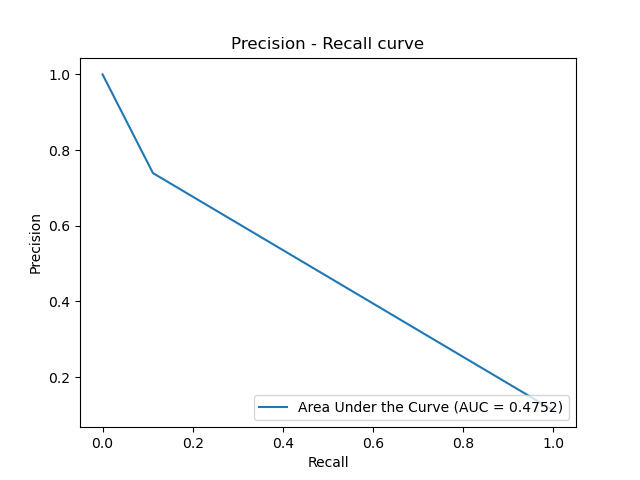 Precision - Recall curve
1.0
0.8
0.6
0.4
0.2
Precision
Area Under the Curve (AUC = 0.4752)
0.0 0.2 0.4 0.6 0.8 1.0
Recall